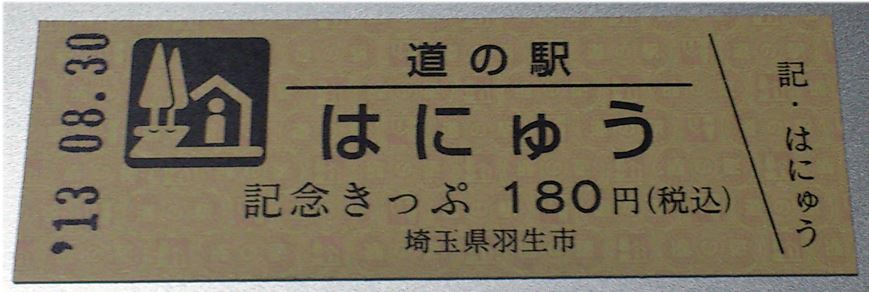 '13 08.30
道の駅
はにゅう
記念きっぷ 180円(税込)
埼玉県羽生市
記・はにゅう